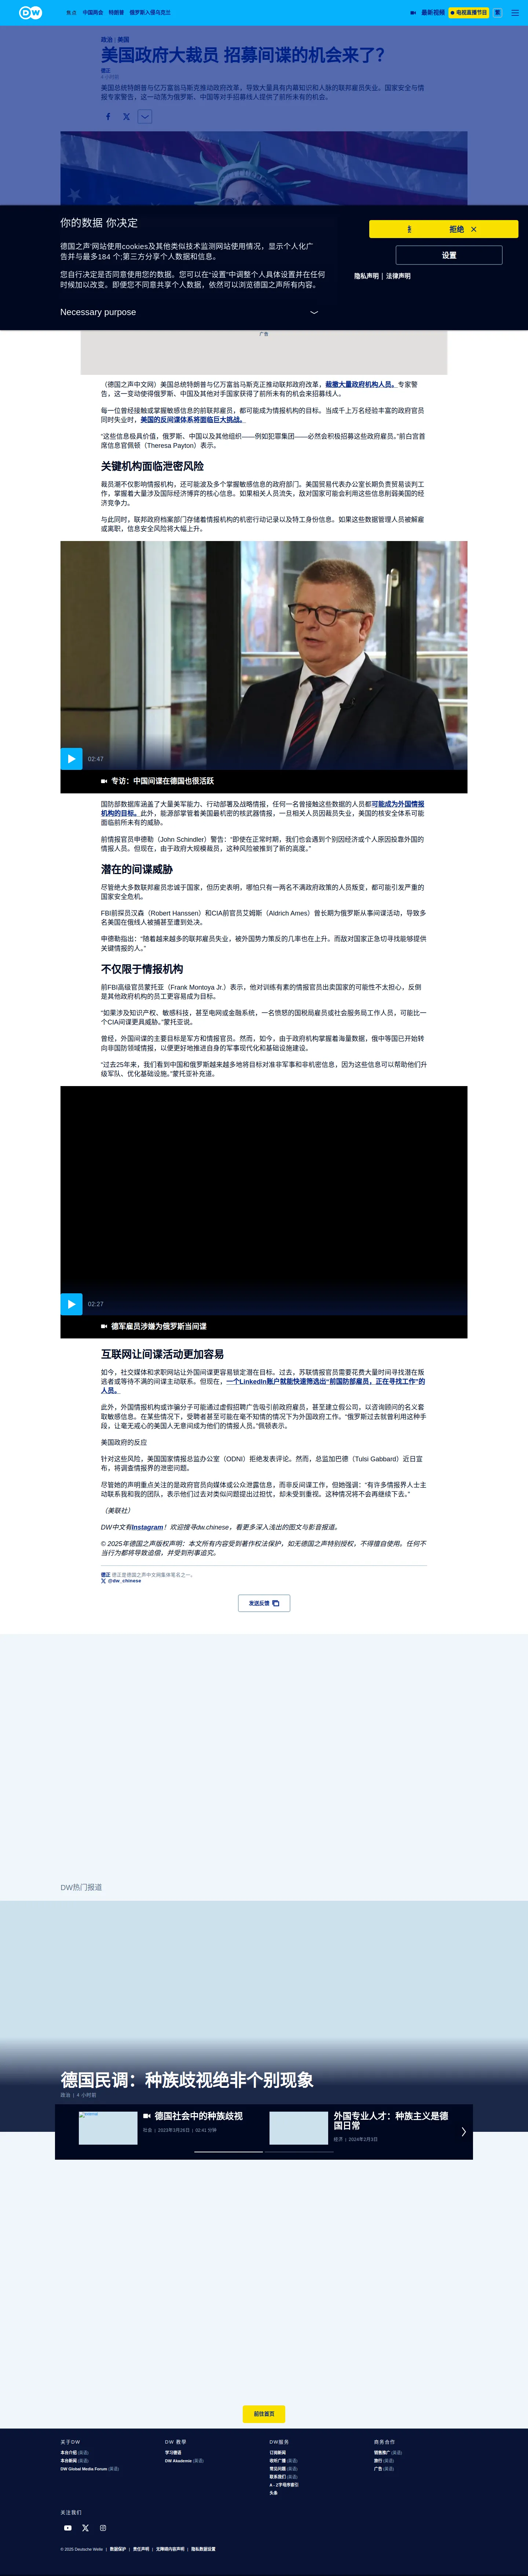 焦点 中国两会 特朗普 俄罗斯入侵乌克兰
最新视频 电视直播节目 繁
政治 | 美国
美国政府大裁员 招募间谍的机会来了?
德正
美国总统特朗普与亿万富翁马斯克推动政府改革，导致大量具有内幕知识和人脉的联邦雇员失业。国家安全与情
报专家警告，这一动荡为俄罗斯、中国等对手招募线人提供了前所未有的机会。
你的数据 你决定
德国之声网站使用cookies及其他类似技术监测网站使用情况，显示个人化广
告并与最多184 个;第三方分享个人数据和信息。
您自行决定是否同意使用您的数据。您可以在“设置”中调整个人具体设置并在任何
时候加以改变。即便您不同意共享个人数据，依然可以浏览德国之声所有内容。
Necessary purpose
拒绝
设置
隐私声明 | 法律声明
广告
（德国之声中文网）美国总统特朗普与亿万富翁马斯克正推动联邦政府改革，裁撤大量政府机构人员。专家警
告，这一变动使得俄罗斯、中国及其他对手国家获得了前所未有的机会来招募线人。
每一位曾经接触或掌握敏感信息的前联邦雇员，都可能成为情报机构的目标。当成千上万名经验丰富的政府官员
同时失业时，美国的反间谍体系将面临巨大挑战。
“这些信息极具价值，俄罗斯、中国以及其他组织——例如犯罪集团——必然会积极招募这些政府雇员。”前白宫首
席信息官佩顿（Theresa Payton）表示。
关键机构面临泄密风险
裁员潮不仅影响情报机构，还可能波及多个掌握敏感信息的政府部门。美国贸易代表办公室长期负责贸易谈判工
作，掌握着大量涉及国际经济博弈的核心信息。如果相关人员流失，敌对国家可能会利用这些信息削弱美国的经
济竞争力。
与此同时，联邦政府档案部门存储着情报机构的机密行动记录以及特工身份信息。如果这些数据管理人员被解雇
或离职，信息安全风险将大幅上升。
02:47
专访：中国间谍在德国也很活跃
国防部数据库涵盖了大量美军能力、行动部署及战略情报，任何一名曾接触这些数据的人员都可能成为外国情报
机构的目标。此外，能源部掌管着美国最机密的核武器情报，一旦相关人员因裁员失业，美国的核安全体系可能
面临前所未有的威胁。
前情报官员申德勒（John Schindler）警告：“即使在正常时期，我们也会遇到个别因经济或个人原因投靠外国的
情报人员。但现在，由于政府大规模裁员，这种风险被推到了新的高度。”
潜在的间谍威胁
尽管绝大多数联邦雇员忠诚于国家，但历史表明，哪怕只有一两名不满政府政策的人员叛变，都可能引发严重的
国家安全危机。
FBI前探员汉森（Robert Hanssen）和CIA前官员艾姆斯（Aldrich Ames）曾长期为俄罗斯从事间谍活动，导致多
名美国在俄线人被捕甚至遭到处决。
申德勒指出：“随着越来越多的联邦雇员失业，被外国势力策反的几率也在上升。而敌对国家正急切寻找能够提供
关键情报的人。”
不仅限于情报机构
前FBI高级官员蒙托亚（Frank Montoya Jr.）表示，他对训练有素的情报官员出卖国家的可能性不太担心，反倒
是其他政府机构的员工更容易成为目标。
“如果涉及知识产权、敏感科技，甚至电网或金融系统，一名愤怒的国税局雇员或社会服务局工作人员，可能比一
个CIA间谍更具威胁。”蒙托亚说。
曾经，外国间谍的主要目标是军方和情报官员。然而，如今，由于政府机构掌握着海量数据，俄中等国已开始转
向非国防领域情报，以便更好地推进自身的军事现代化和基础设施建设。
“过去25年来，我们看到中国和俄罗斯越来越多地将目标对准非军事和非机密信息，因为这些信息可以帮助他们升
级军队、优化基础设施。”蒙托亚补充道。
02:27
德军雇员涉嫌为俄罗斯当间谍
互联网让间谍活动更加有力
如今，社交媒体和求职网站让外国间谍更容易锁定潜在目标。过去，苏联情报官员需要花费大量时间寻找潜在叛
逃者或等待不满的间谍主动联系。但现在，一个LinkedIn账户就能快速筛选出“前国防部雇员，正在寻找工作”的
人员。
此外，外国情报机构或诈骗分子可能通过虚假招聘广告吸引前政府雇员，甚至建立假公司，以咨询顾问的名义套
取敏感信息。在某些情况下，受聘者甚至可能在毫不知情的情况下为外国政府工作。“俄罗斯过去就曾利用这种手
段，让毫无戒心的美国人无意间成为他们的情报人员。”佩顿表示。
美国政府的反应
针对这些风险，美国国家情报总监办公室（ODNI）拒绝发表评论。然而，总监加巴德（Tulsi Gabbard）近日宣
布，将调查情报界的泄密问题。
尽管她的声明重点关注的是政府官员向媒体或公众泄露信息，而非反间谍工作，但她强调：“有许多情报界人士主
动联系我和我的团队，表示他们过去对类似问题提出过担忧，却未受到重视。这种情况将不会再继续下去。”
（美联社）
DW中文有Instagram！欢迎搜寻dw.chinese，看更多深入浅出的图文与影音报道。
© 2025年德国之声版权声明：本文所有内容受到著作权法保护，如无德国之声特别授权，不得擅自使用。任何不
当行为都将导致追偿，并受到刑事追究。
德正 德正是德国之声中文网集体笔名之一。
@dw_chinese
发送反馈
DW热门报道
德国民调：种族歧视绝非个别现象
政治 | 4 小时前
德国社会中的种族歧视
社会 | 2023年3月26日 | 02:41 分钟
外国专业人才：种族主义是德
国日常
经济 | 2024年2月3日
前往首页
关于DW
本台介绍 (英语)
本台新闻 (英语)
DW Global Media Forum (英语)
DW 教学
学习德语
DW Akademie (英语)
DW服务
订阅新闻
收听广播 (英语)
常见问题 (英语)
联系我们 (英语)
A - Z字母序索引
头条
商务合作
销售推广 (英语)
旅行 (英语)
广告 (英语)
关注我们
© 2025 Deutsche Welle | 数据保护 | 责任声明 | 无障碍内容声明 | 隐私数据设置